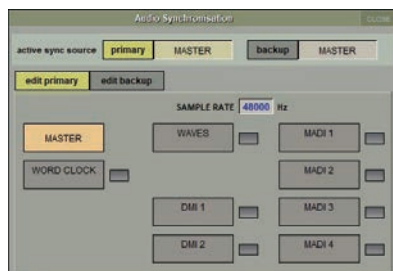 Audio Synchronisation CLOSE
active sync source primary MASTER backup MASTER
edit primary edit backup
SAMPLE RATE 48000 Hz
MASTER WAVES MADI 1
WORD CLOCK MADI 2
DMI 1 MADI 3
DMI 2 MADI 4